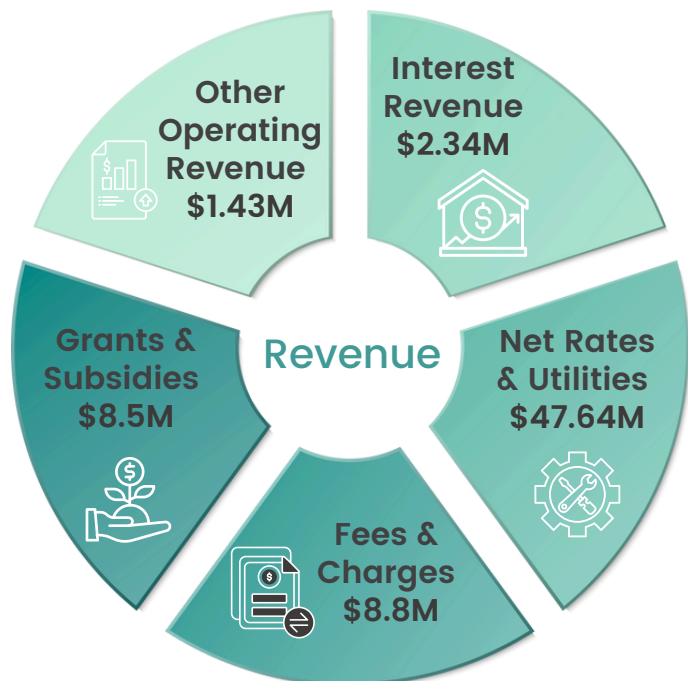 Other
Operating
Revenue
$1.43M
Interest
Revenue
$2.34M
Grants &
Subsidies
$8.5M
Revenue
Net Rates
& Utilities
$47.64M
Fees &
Charges
$8.8M
$
$
$
$